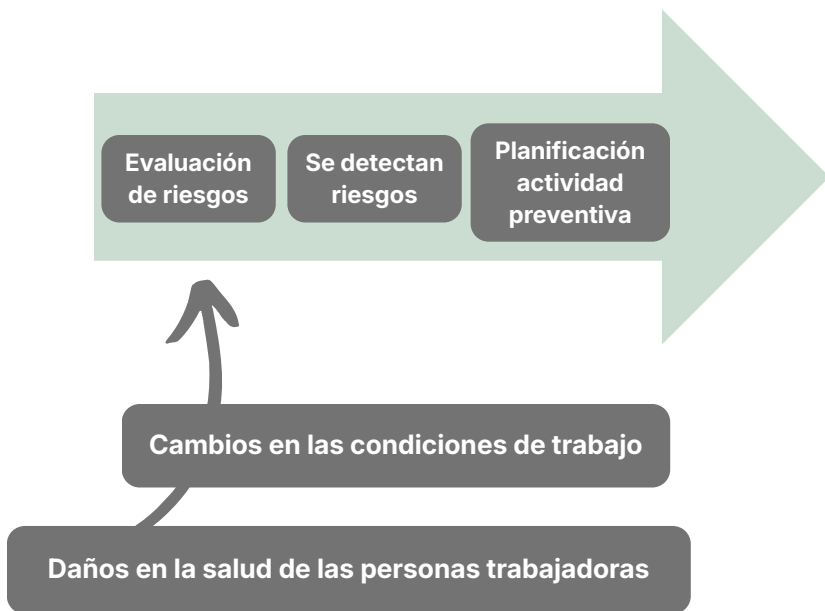 Evaluación
de riesgos
Se detectan
riesgos
Planificación
actividad
preventiva
Cambios en las condiciones de trabajo
Daños en la salud de las personas trabajadoras